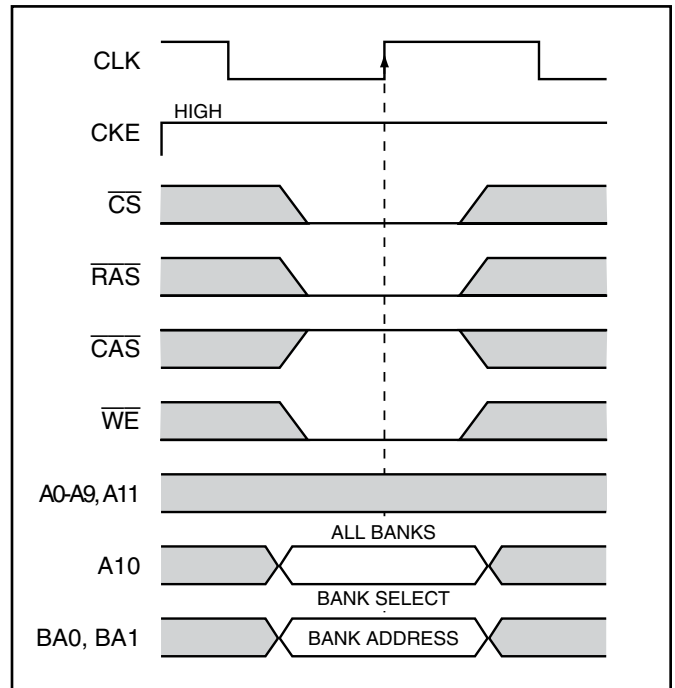 CLK
CKE HIGH
CS
RAS
CAS
WE
A0-A9, A11
ALL BANKS
A10
BANK SELECT
BA0, BA1 BANK ADDRESS